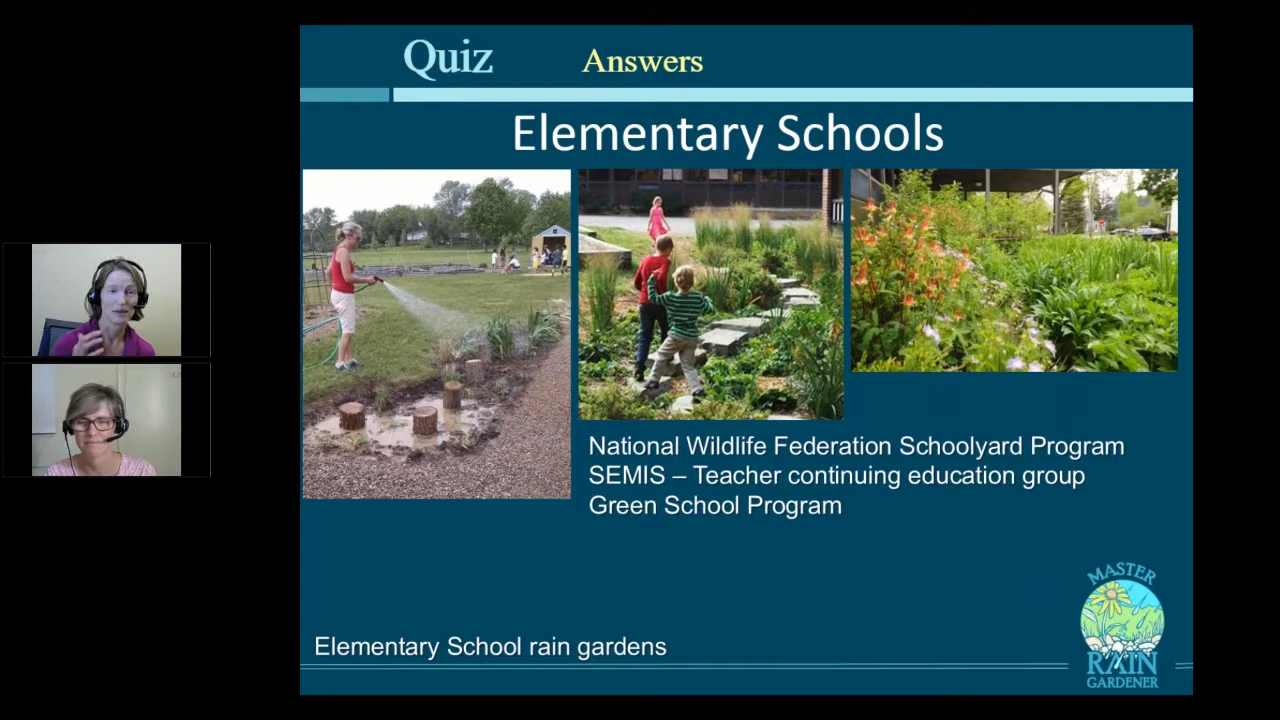 Quiz
Answers
Elementary Schools
National Wildlife Federation Schoolyard Program
SEMIS – Teacher continuing education group
Green School Program
Elementary School rain gardens
MASTER
RAIN
GARDENER